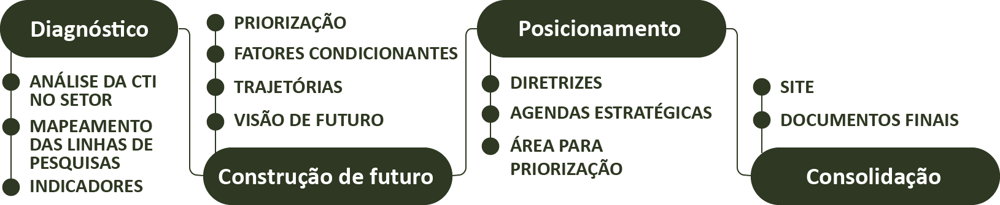 Diagnóstico
ANÁLISE DA CTI
NO SETOR
MAPEAMENTO
DAS LINHAS DE
PESQUISAS
INDICADORES
PRIORIZAÇÃO
FATORES CONDICIONANTES
TRAJETÓRIAS
VISÃO DE FUTURO
Construção de futuro
Posicionamento
DIRETRIZES
AGENDAS ESTRATÉGICAS
ÁREA PARA
PRIORIZAÇÃO
SITE
DOCUMENTOS FINAIS
Consolidação